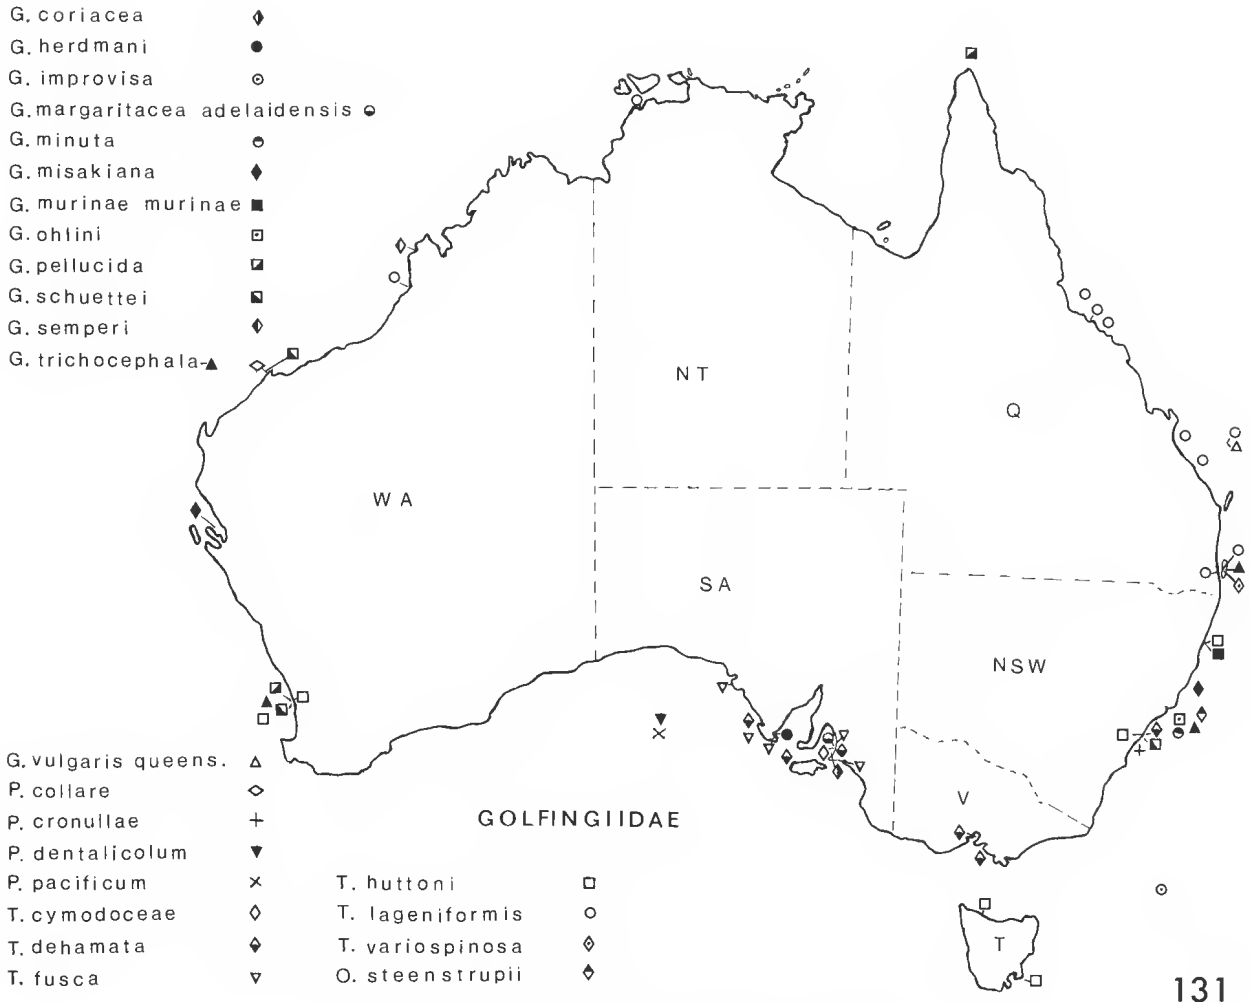 G. coriacea
G. herdmani
G. improvisa
G. margaritacea adelaidensis
G. minuta
G. misakiana
G. murinae murinae
G. ohlini
G. pellucida
G. schuettei
G. semperi
G. trichocephala
NT
Q
WA
SA
NSW
V
T
G. vulgaris queens.
P. collare
P. cronullae
P. dentalicolum
P. pacificum
T. cymodoceae
T. dehamata
T. fusca
GOLFINGIIDAE
T. huttoni
T. lageniformis
T. variospinosa
O. steenstrupii
131